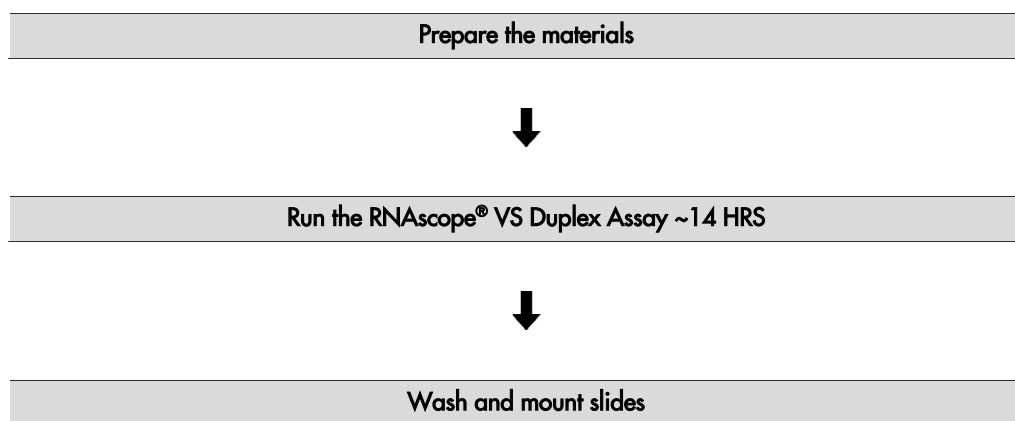 Prepare the materials
Run the RNAscope® VS Duplex Assay ~14 HRS
Wash and mount slides